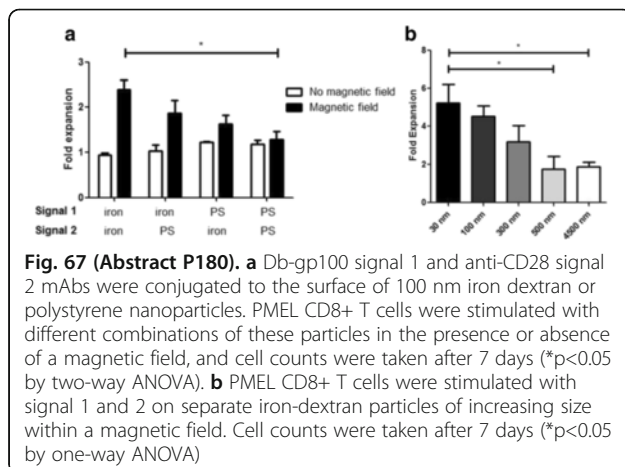 a
b
*
*
*
No magnetic field
Magnetic field
Fold expansion
3
2
1
0
Signal 1 iron iron PS PS
Signal 2 iron PS iron PS
Fold Expansion
8
6
4
2
0
30 nm
100 nm
300 nm
500 nm
4500 nm
Fig. 67 (Abstract P180). a Db-gp100 signal 1 and anti-CD28 signal
2 mAbs were conjugated to the surface of 100 nm iron dextran or
polystyrene nanoparticles. PMEL CD8+ T cells were stimulated with
different combinations of these particles in the presence or absence
of a magnetic field, and cell counts were taken after 7 days (*p<0.05
by two-way ANOVA). b PMEL CD8+ T cells were stimulated with
signal 1 and 2 on separate iron-dextran particles of increasing size
within a magnetic field. Cell counts were taken after 7 days (*p<0.05
by one-way ANOVA)